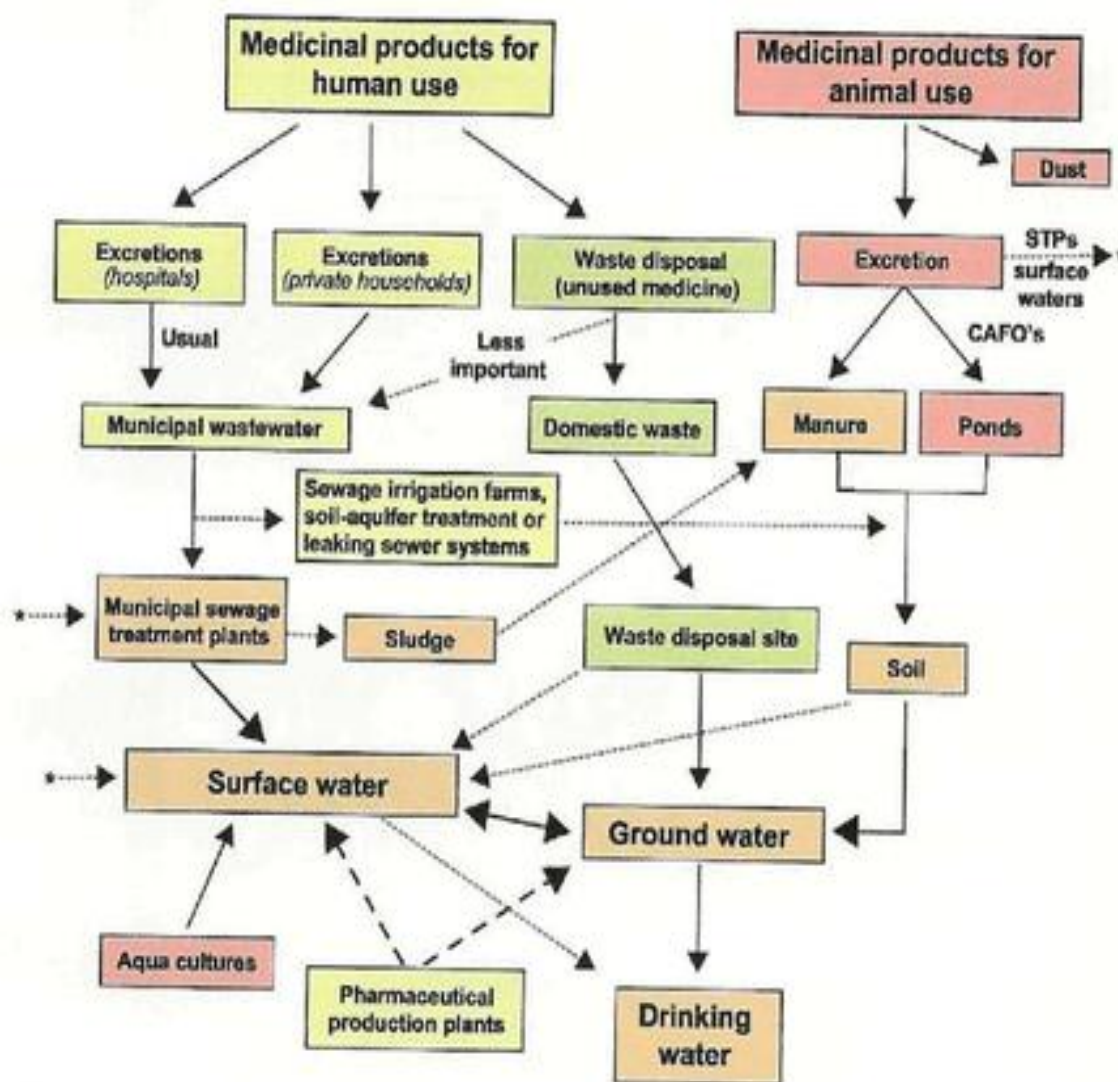 Medicinal products for
human use
Medicinal products for
animal use
Dust
Excretions
(hospitals)
Excretions
(private households)
Waste disposal
(unused medicine)
Excretion
STPs
surface
waters
*
Usual
Less
important
CAFO's
Municipal wastewater
Domestic waste
Manure
Ponds
Sewage irrigation farms,
soil-aquifer treatment or
leaking sewer systems
*
Municipal sewage
treatment plants
Sludge
Waste disposal site
Soil
*
Surface water
Ground water
Aqua cultures
Pharmaceutical
production plants
Drinking
water